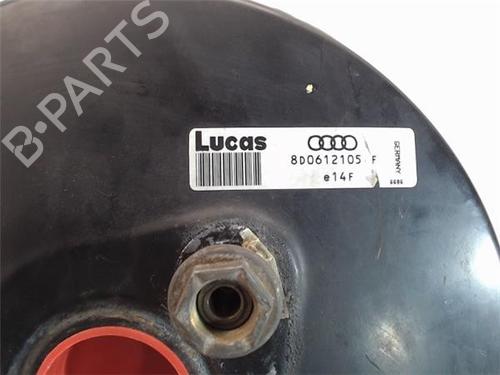 B-PARTS
Lucas
8D0612105 F
e14F
GERMANY